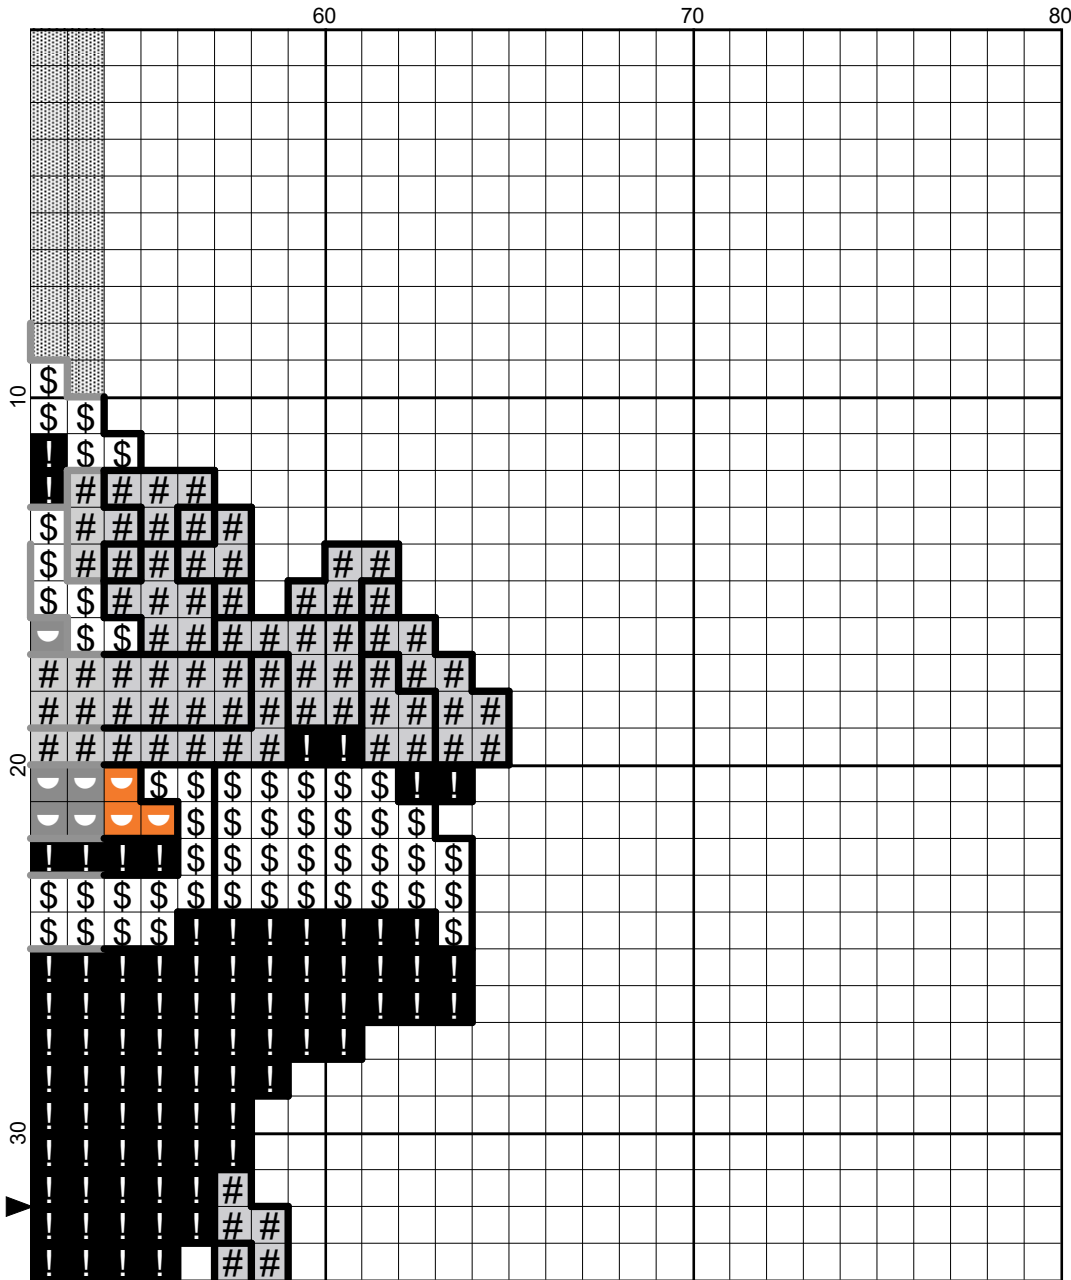 60 70 80
$
10
$ $
! $ $
! # # # #
$ # # # # #
$ # # # # # # #
$ $ # # # # # # #
$ $ # # # # # # # #
# # # # # # # # # # # #
# # # # # # # # # # # # #
# # # # # # # ! ! # # # #
20
$ $ $ $ $ $ $ ! !
$ $ $ $ $ $ $
! ! ! ! $ $ $ $ $ $ $ $
$ $ $ $ $ $ $ $ $ $ $ $
$ $ $ $ ! ! ! ! ! ! ! $
! ! ! ! ! ! ! ! ! ! ! !
! ! ! ! ! ! ! ! ! ! ! !
! ! ! ! ! ! ! ! !
! ! ! ! ! ! !
! ! ! ! ! !
30
! ! ! ! ! !
! ! ! ! ! #
! ! ! ! ! # #
! ! ! ! # #